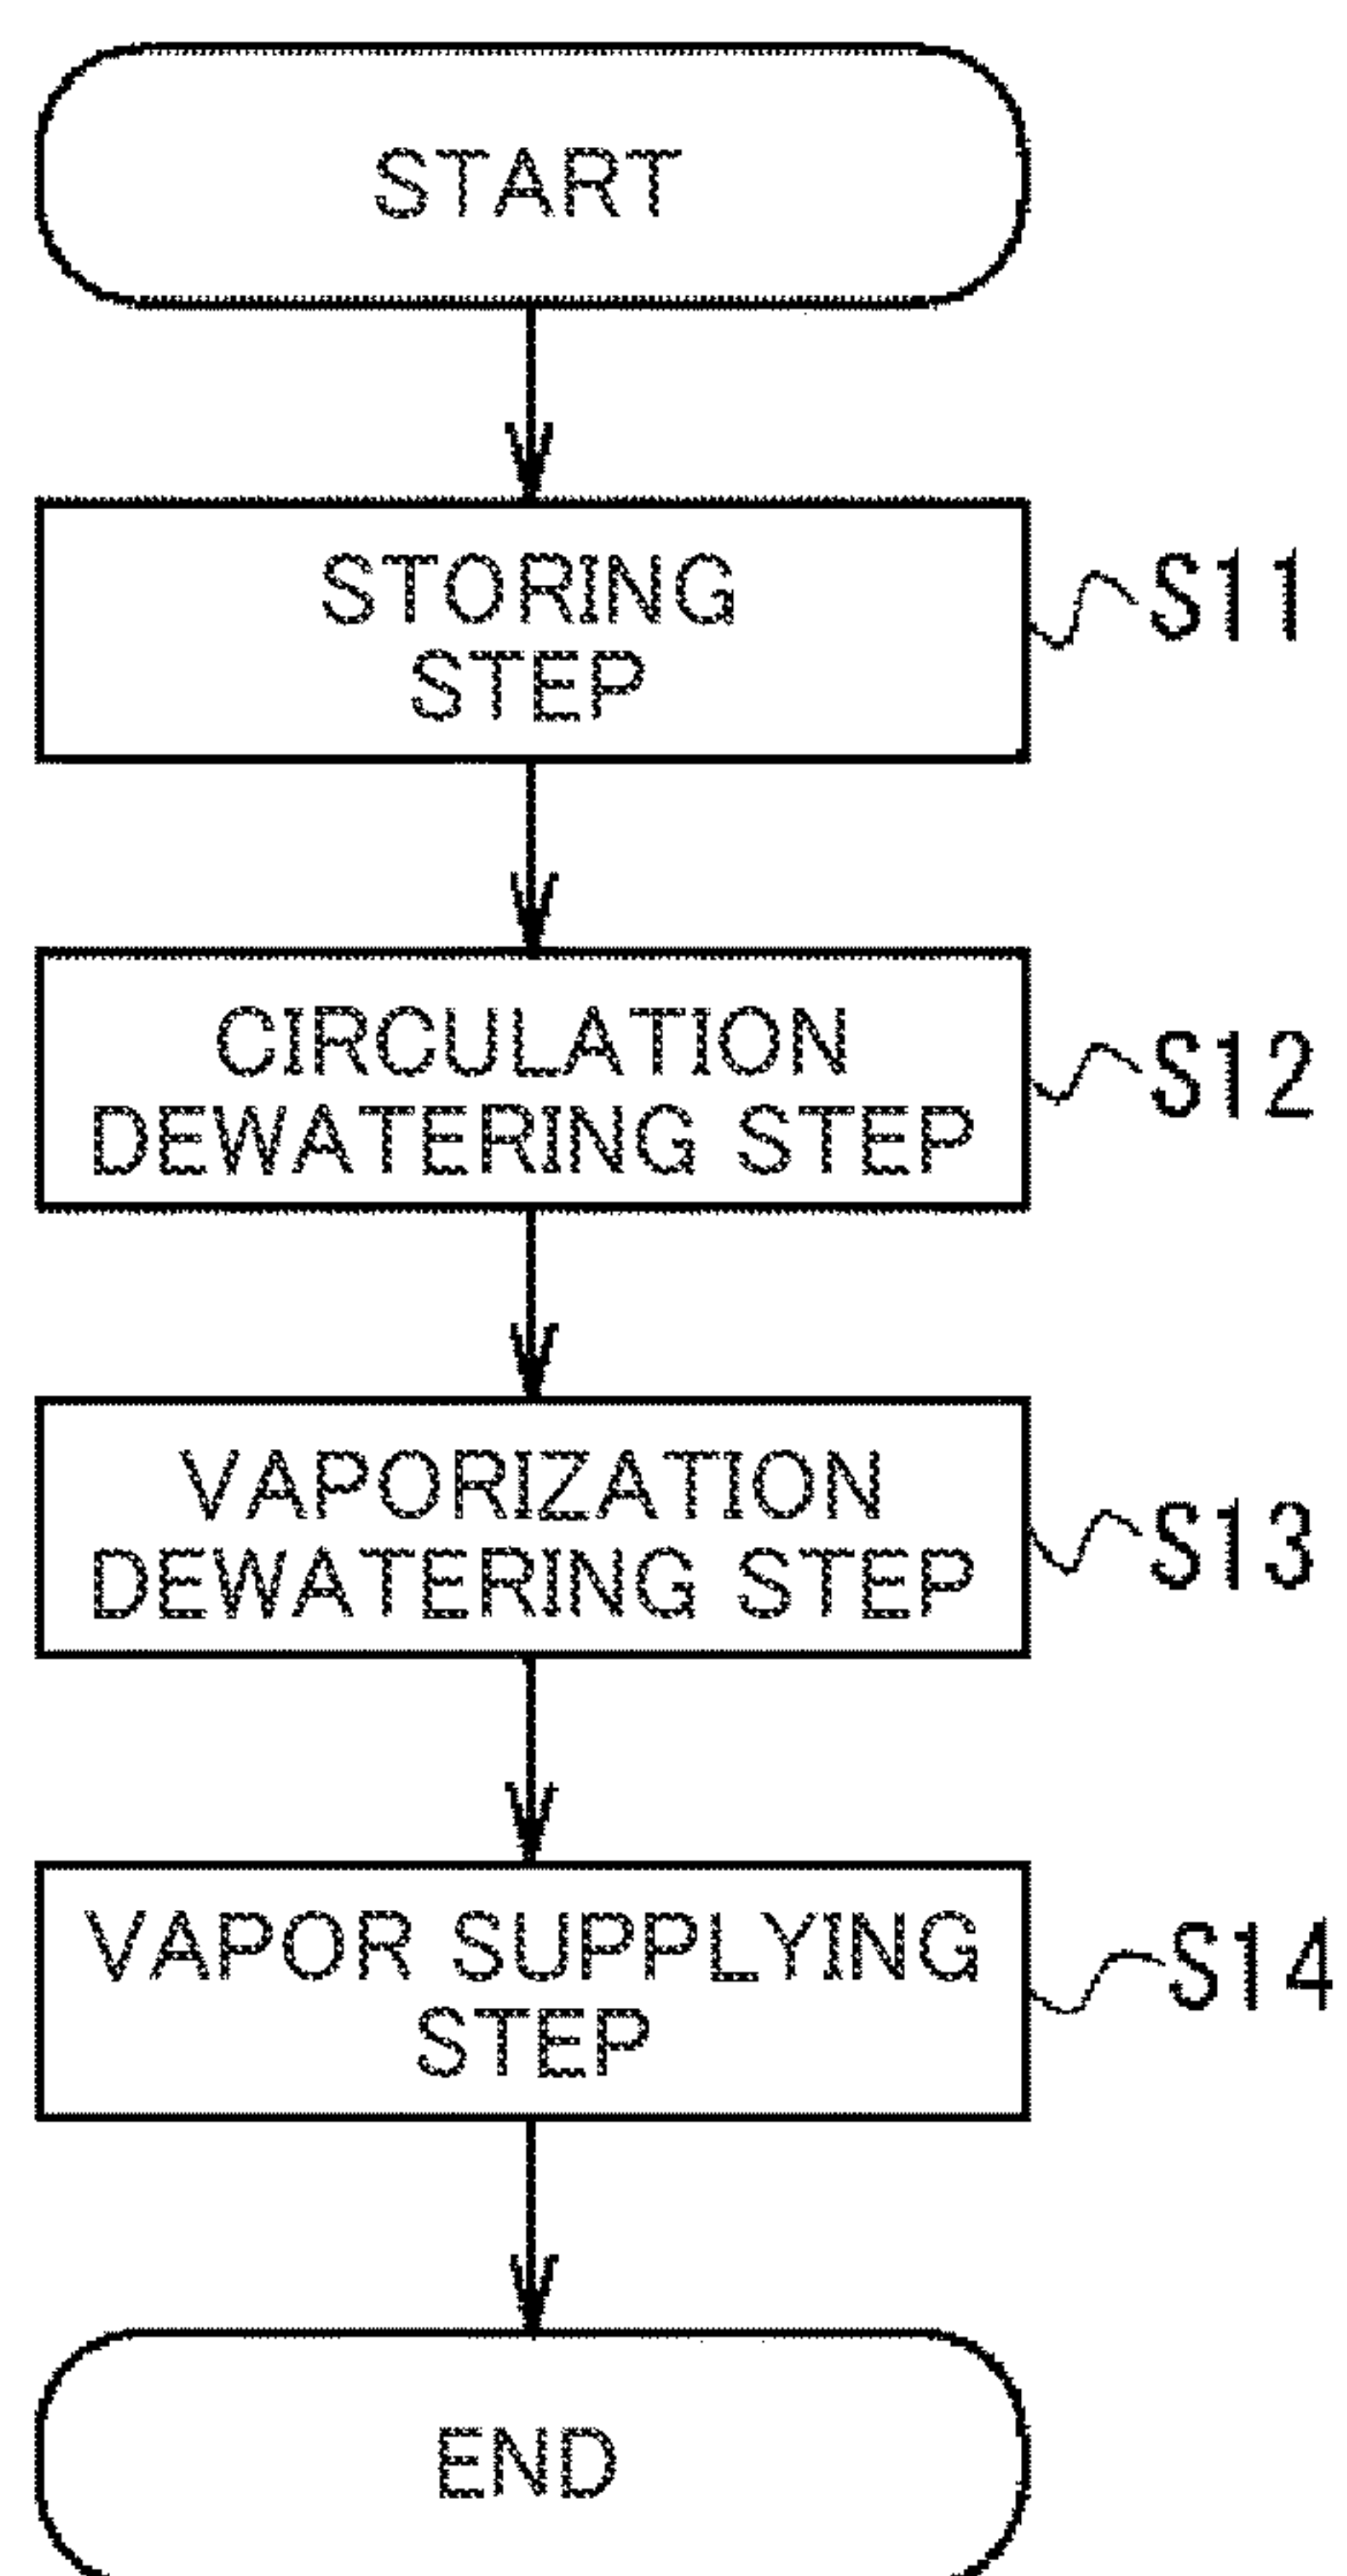 START
STORING
STEP
S11
CIRCULATION
DEWATERING STEP
S12
VAPORIZATION
DEWATERING STEP
S13
VAPOR SUPPLYING
STEP
S14
END